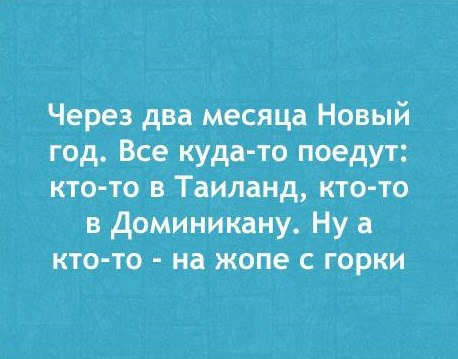 Через два месяца Новый
год. Все куда-то поедут:
кто-то в Таиланд, кто-то
в Доминикану. Ну а
кто-то - на жопе с горки